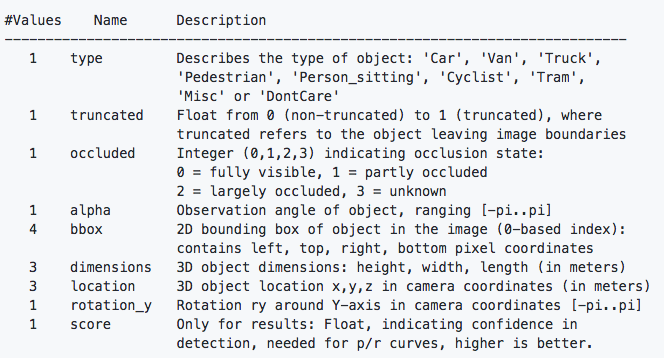 #Values    Name      Description
----------------------------------------------------------------------------
   1    type         Describes the type of object: 'Car', 'Van', 'Truck',
                     'Pedestrian', 'Person_sitting', 'Cyclist', 'Tram',
                     'Misc' or 'DontCare'
   1    truncated    Float from 0 (non-truncated) to 1 (truncated), where
                     truncated refers to the object leaving image boundaries
   1    occluded     Integer (0,1,2,3) indicating occlusion state:
                     0 = fully visible, 1 = partly occluded
                     2 = largely occluded, 3 = unknown
   1    alpha        Observation angle of object, ranging [-pi..pi]
   4    bbox         2D bounding box of object in the image (0-based index):
                     contains left, top, right, bottom pixel coordinates
   3    dimensions   3D object dimensions: height, width, length (in meters)
   3    location     3D object location x,y,z in camera coordinates (in meters)
   1    rotation_y   Rotation ry around Y-axis in camera coordinates [-pi..pi]
   1    score        Only for results: Float, indicating confidence in
                     detection, needed for p/r curves, higher is better.